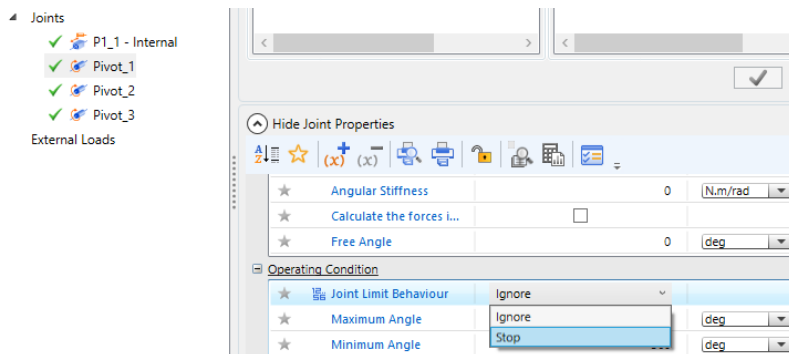 Joints
P1_1 - Internal
Pivot_1
Pivot_2
Pivot_3
External Loads
Hide Joint Properties
Angular Stiffness 0 N.m/rad
Calculate the forces i...
Free Angle 0 deg
Operating Condition
Joint Limit Behaviour Ignore
Maximum Angle Ignore deg
Minimum Angle Stop deg